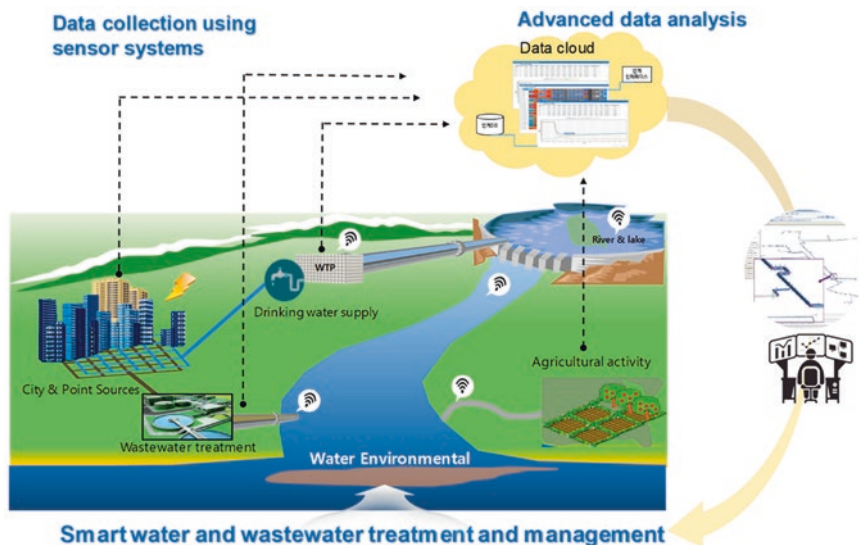 Data collection using
sensor systems
Advanced data analysis
Data cloud
River & lake
WTP
Drinking water supply
Agricultural activity
City & Point Sources
Wastewater treatment
Water Environmental
Smart water and wastewater treatment and management